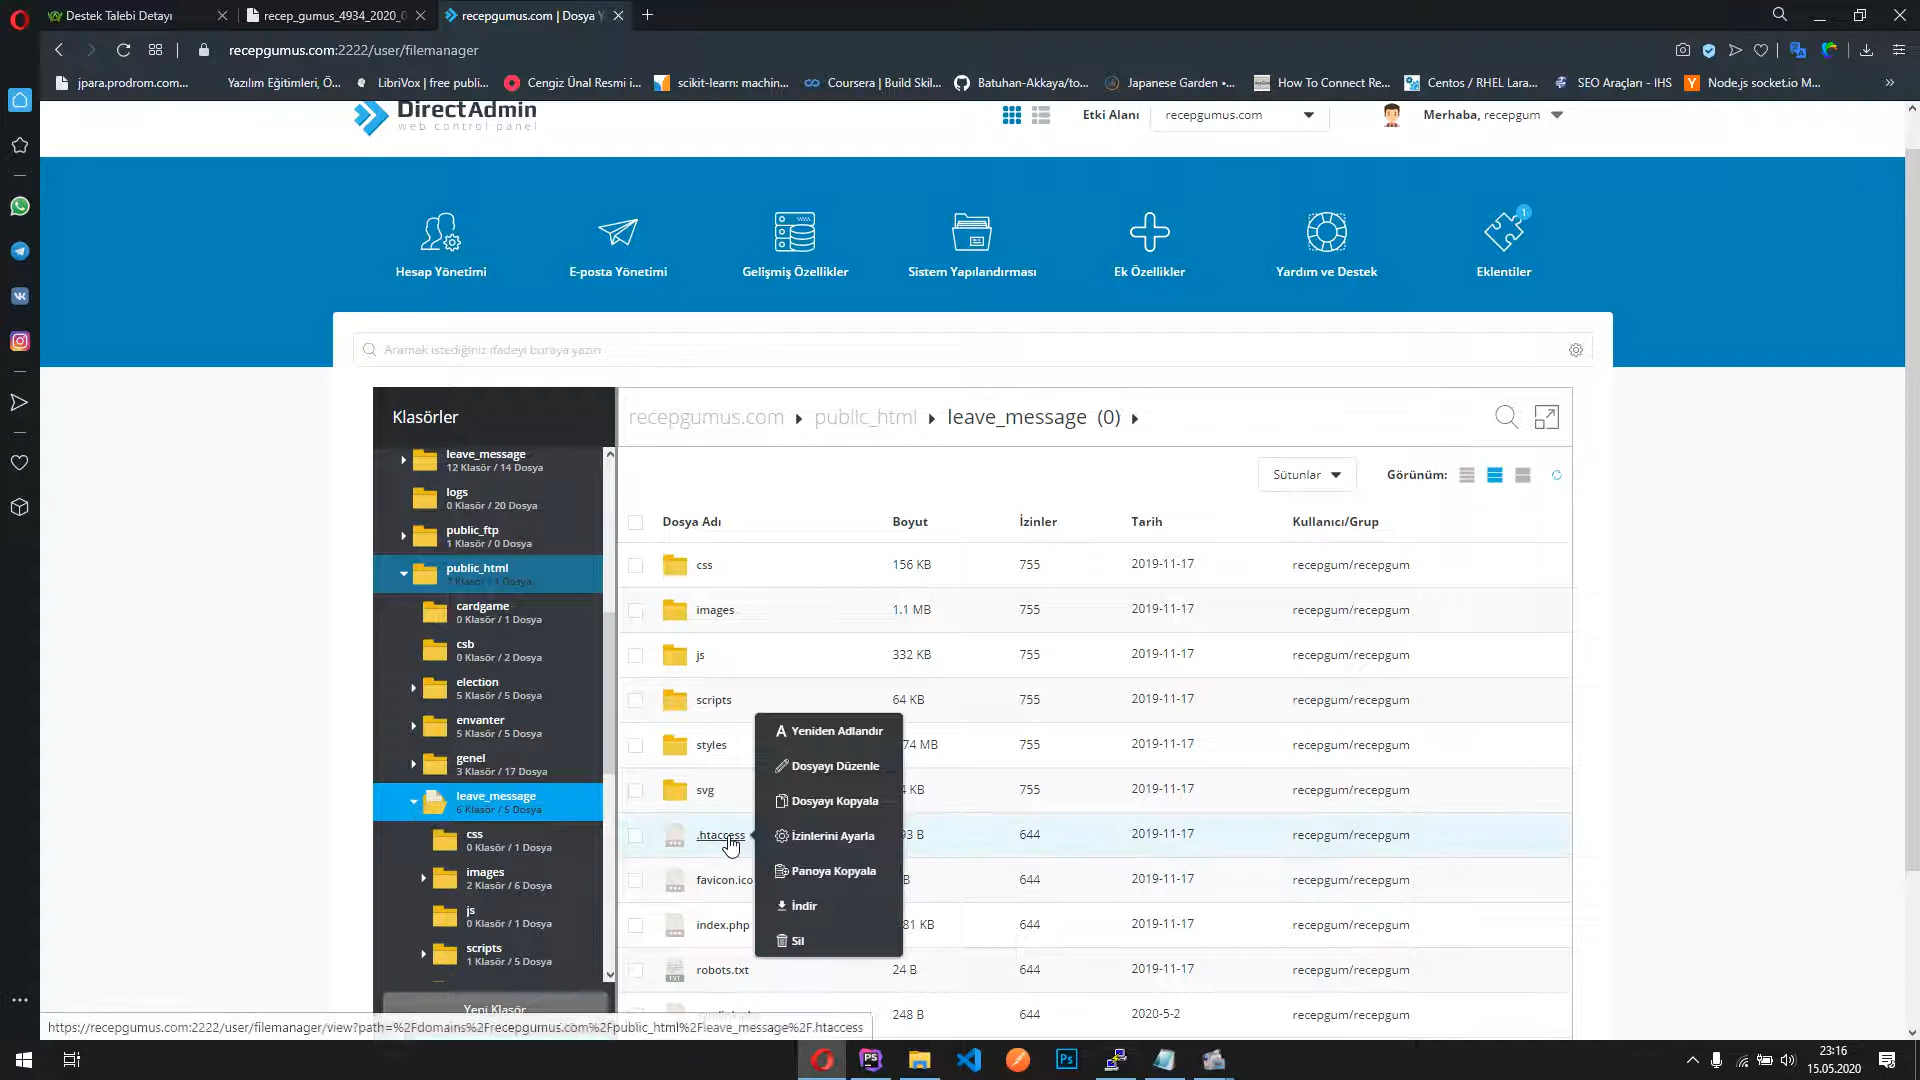 Destek Talebi Detayı
recep_gumus_4934_2020_0
recepgumus.com | Dosya Y
recepgumus.com:2222/user/filemanager
jpara.prodrom.com...
Yazılım Eğitimleri, Ö...
LibriVox | free publi...
Cengiz Ünal Resmi i...
scikit-learn: machin...
Coursera | Build Skil...
Batuhan-Akkaya/to...
Japanese Garden •...
How To Connect Re...
Centos / RHEL Lara...
SEO Araçları - IHS
Node.js socket.io M...
DirectAdmin
web control panel
Etki Alanı
recepgumus.com
Merhaba, recepgum
Hesap Yönetimi
E-posta Yönetimi
Gelişmiş Özellikler
Sistem Yapılandırması
Ek Özellikler
Yardım ve Destek
1
Eklentiler
Aramak istediğiniz ifadeyi buraya yazın
Klasörler
recepgumus.com ▸ public_html ▸ leave_message (0) ▸
leave_message
12 Klasör / 14 Dosya
logs
0 Klasör / 20 Dosya
public_ftp
1 Klasör / 0 Dosya
public_html
7 Klasör / 1 Dosya
cardgame
0 Klasör / 1 Dosya
csb
0 Klasör / 2 Dosya
election
5 Klasör / 5 Dosya
envanter
5 Klasör / 5 Dosya
genel
3 Klasör / 17 Dosya
leave_message
6 Klasör / 5 Dosya
css
0 Klasör / 1 Dosya
images
2 Klasör / 6 Dosya
js
0 Klasör / 1 Dosya
scripts
1 Klasör / 5 Dosya
Yeni Klasör
Sütunlar
Görünüm:
Dosya Adı Boyut İzinler Tarih Kullanıcı/Grup
css 156 KB 755 2019-11-17 recepgum/recepgum
images 1.1 MB 755 2019-11-17 recepgum/recepgum
js 332 KB 755 2019-11-17 recepgum/recepgum
scripts 64 KB 755 2019-11-17 recepgum/recepgum
styles 74 MB 755 2019-11-17 recepgum/recepgum
svg 4 KB 755 2019-11-17 recepgum/recepgum
.htaccess 93 B 644 2019-11-17 recepgum/recepgum
favicon.ico B 644 2019-11-17 recepgum/recepgum
index.php 81 KB 644 2019-11-17 recepgum/recepgum
robots.txt 24 B 644 2019-11-17 recepgum/recepgum
248 B 644 2020-5-2 recepgum/recepgum
Yeniden Adlandır
Dosyayı Düzenle
Dosyayı Kopyala
İzinlerini Ayarla
Panoya Kopyala
İndir
Sil
https://recepgumus.com:2222/user/filemanager/view?path=%2Fdomains%2Frecepgumus.com%2Fpublic_html%2Fleave_message%2F.htaccess
23:16
15.05.2020